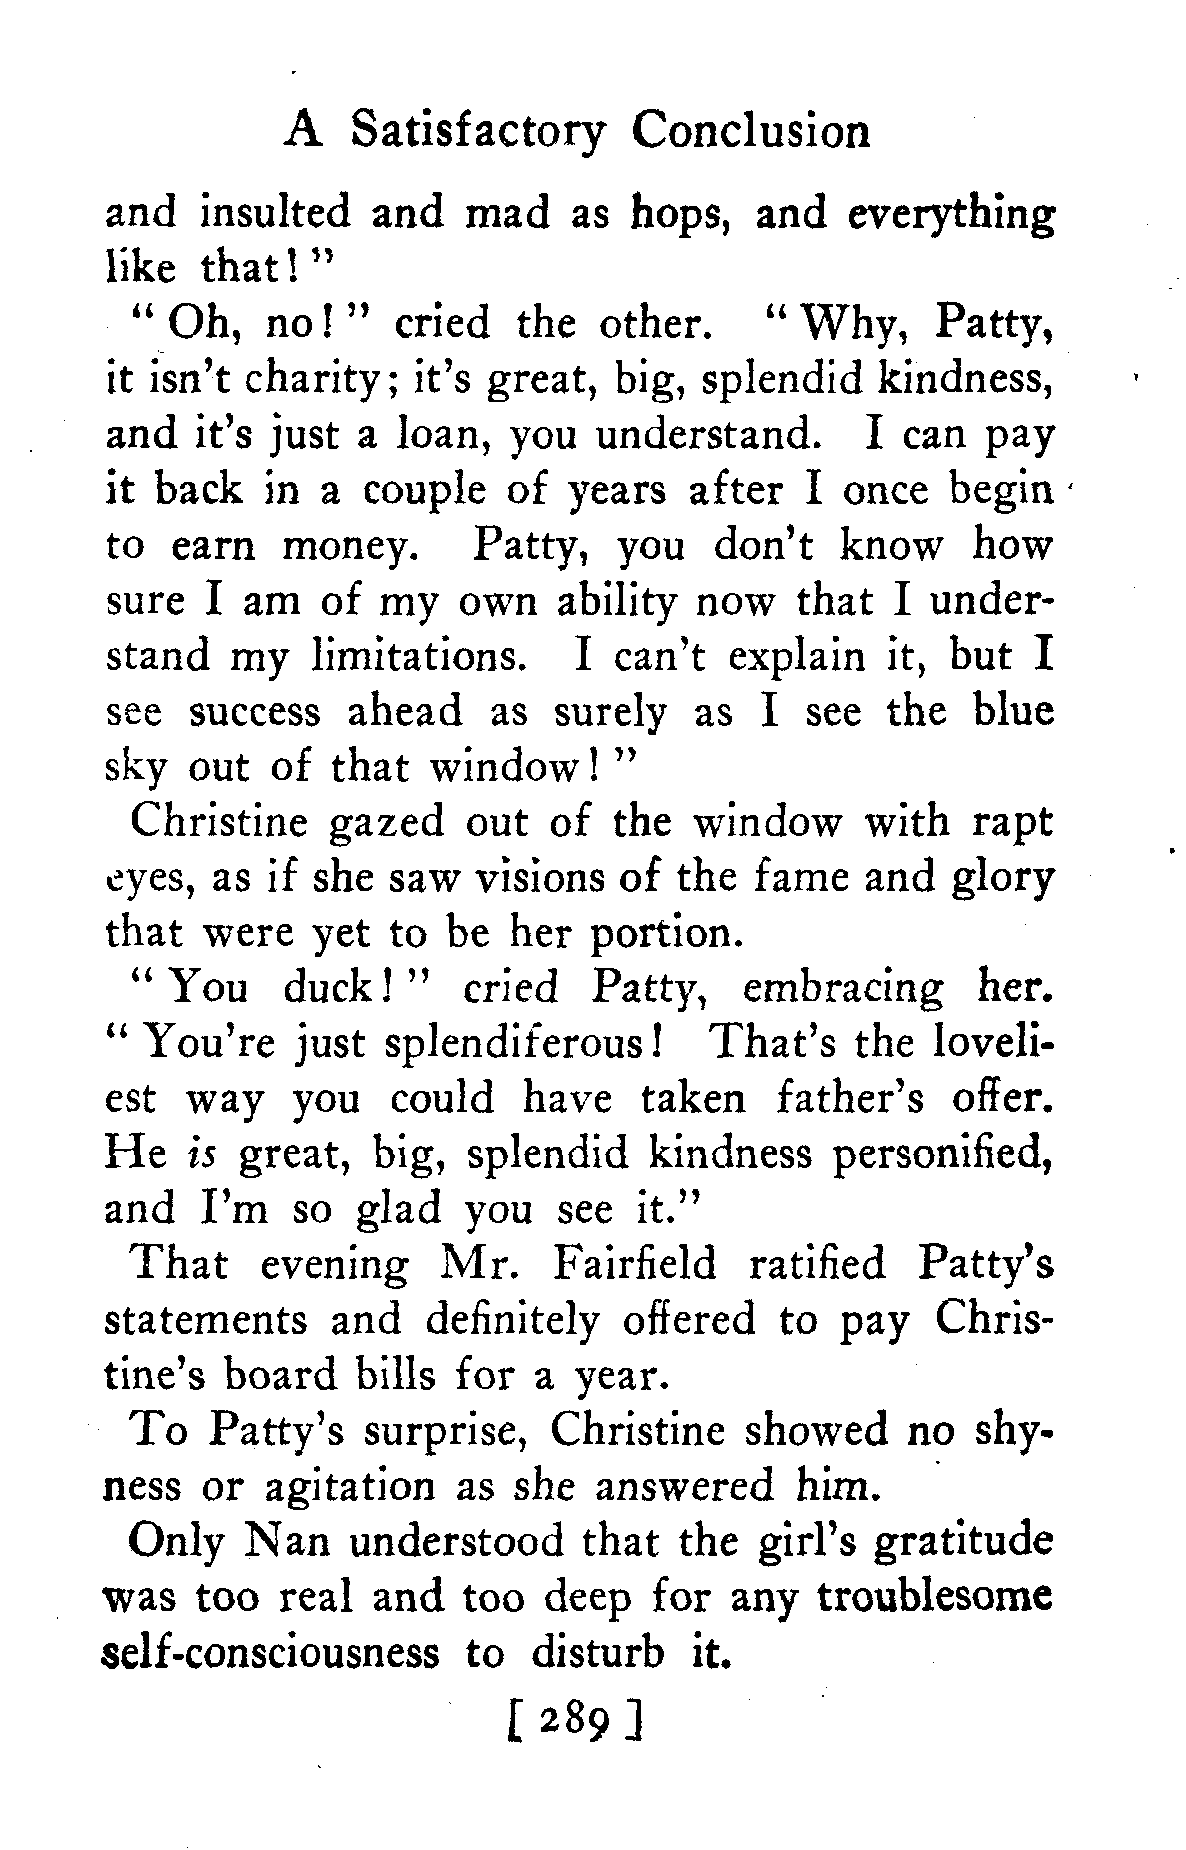 A Satisfactory Conclusion
and insulted and mad as hops, and everything
like that! "
" Oh, no! " cried the other. " Why, Patty,
it isn't charity; it's great, big, splendid kindness,
and it's just a loan, you understand. I can pay
it back in a couple of years after I once begin
to earn money. Patty, you don't know how
sure I am of my own ability now that I under-
stand my limitations. I can't explain it, but I
see success ahead as surely as I see the blue
sky out of that window! "
Christine gazed out of the window with rapt
eyes, as if she saw visions of the fame and glory
that were yet to be her portion.
" You duck! " cried Patty, embracing her.
" You're just splendiferous! That's the loveli-
est way you could have taken father's offer.
He is great, big, splendid kindness personified,
and I'm so glad you see it."
That evening Mr. Fairfield ratified Patty's
statements and definitely offered to pay Chris-
tine's board bills for a year.
To Patty's surprise, Christine showed no shy-
ness or agitation as she answered him.
Only Nan understood that the girl's gratitude
was too real and too deep for any troublesome
self-consciousness to disturb it.
[ 289 ]